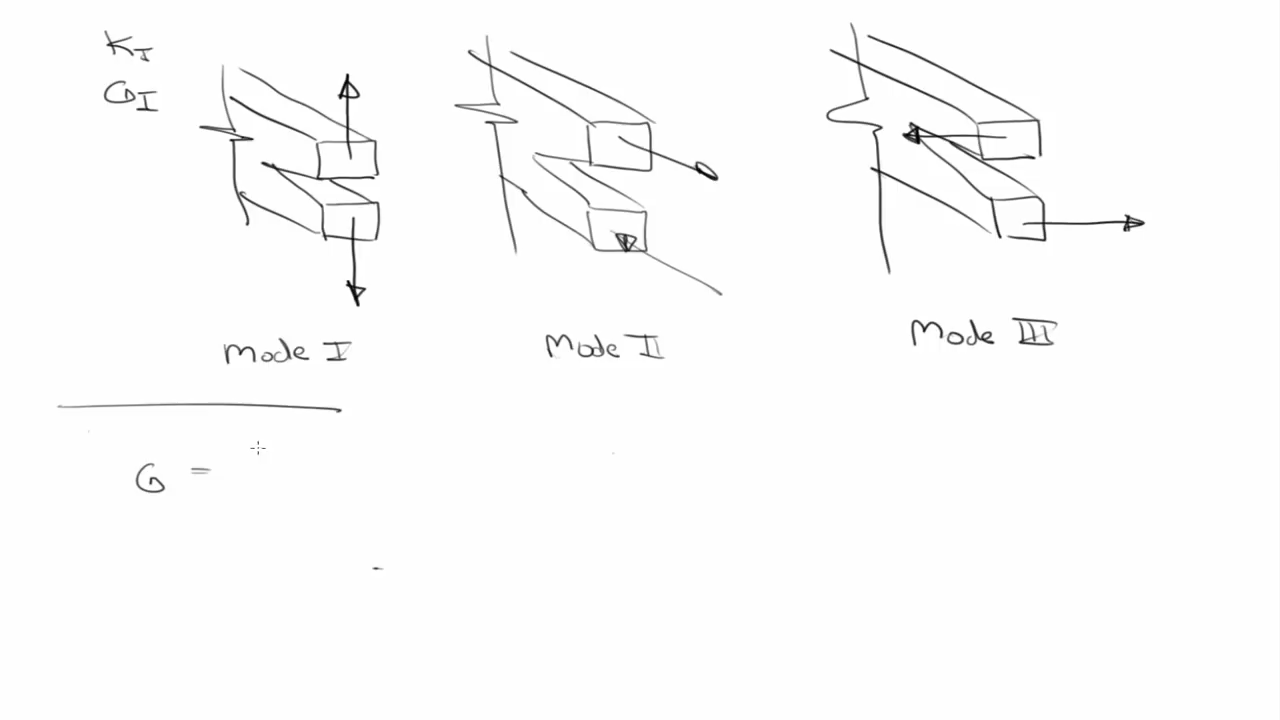 K_I
G_I
Mode I
Mode II
Mode III
G =